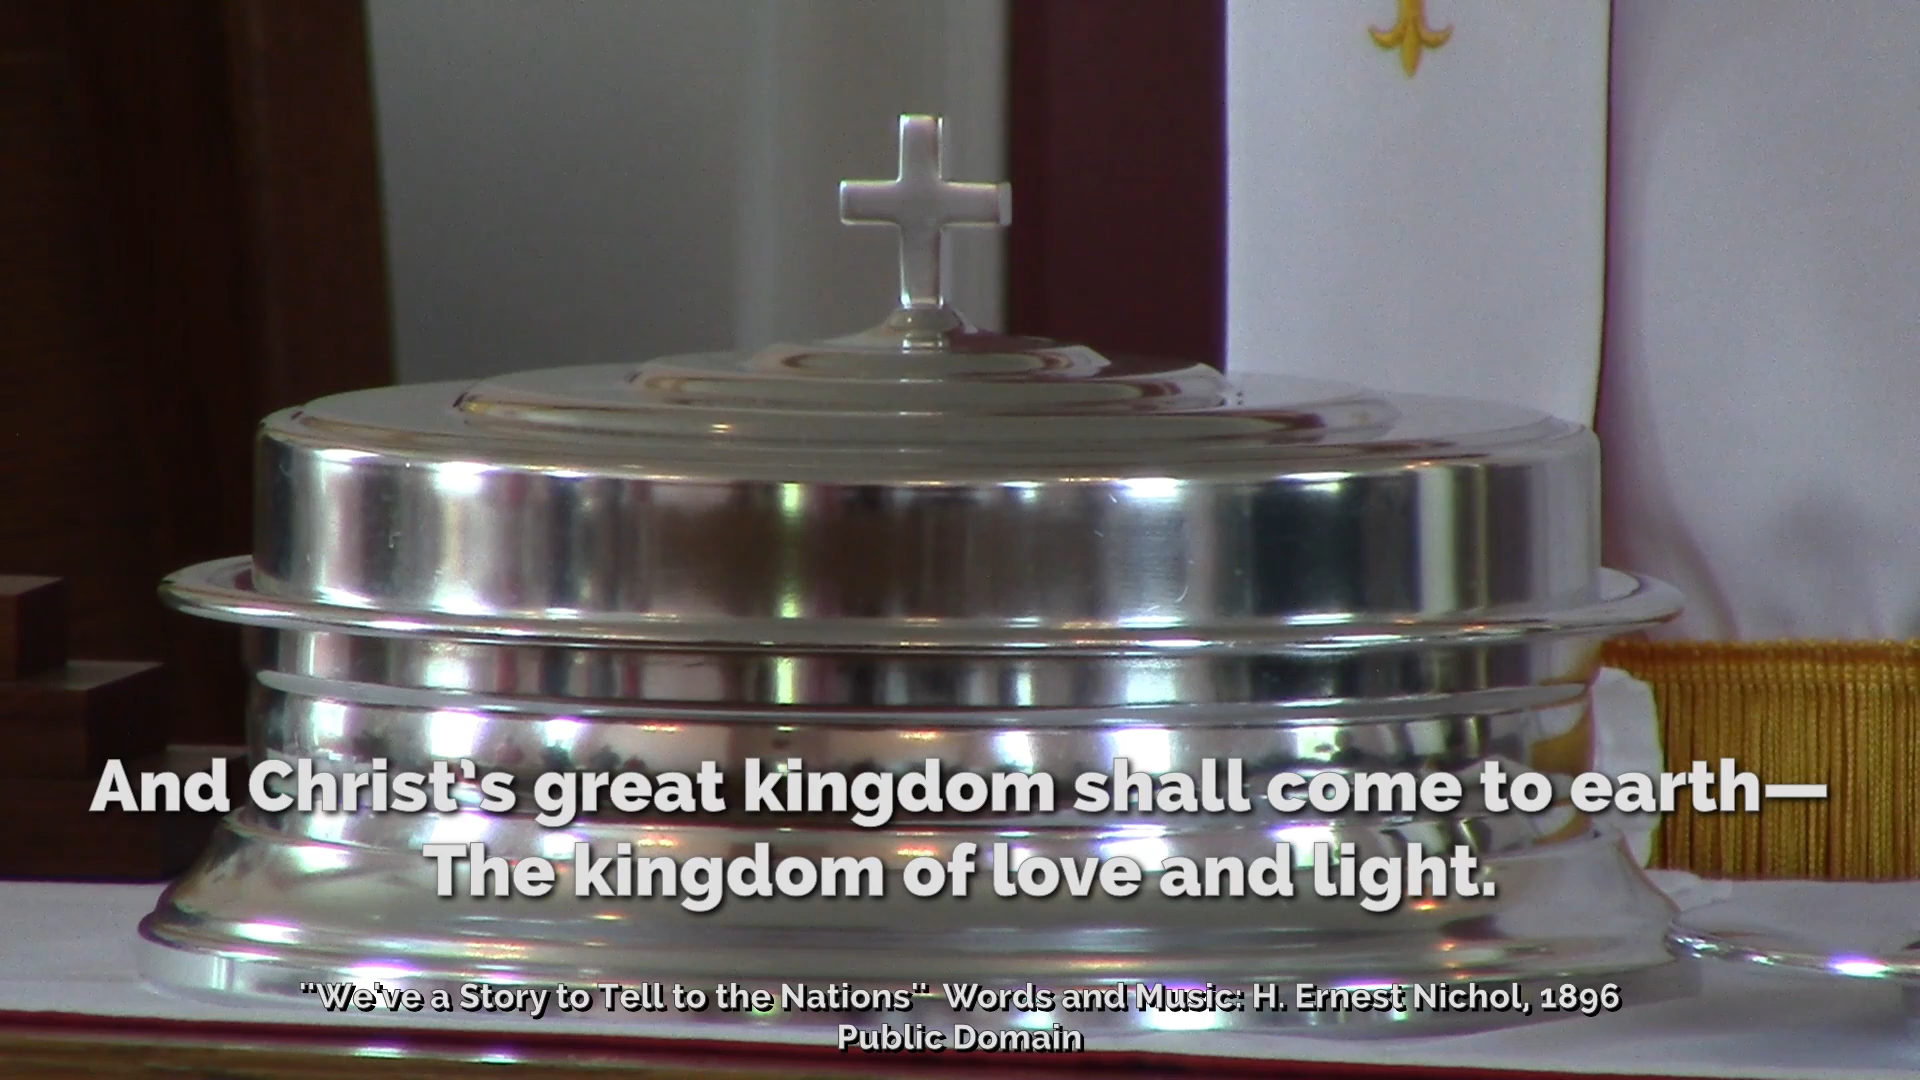 And Christ's great kingdom shall come to earth—
The kingdom of love and light.
"We've a Story to Tell to the Nations"  Words and Music: H. Ernest Nichol, 1896
Public Domain